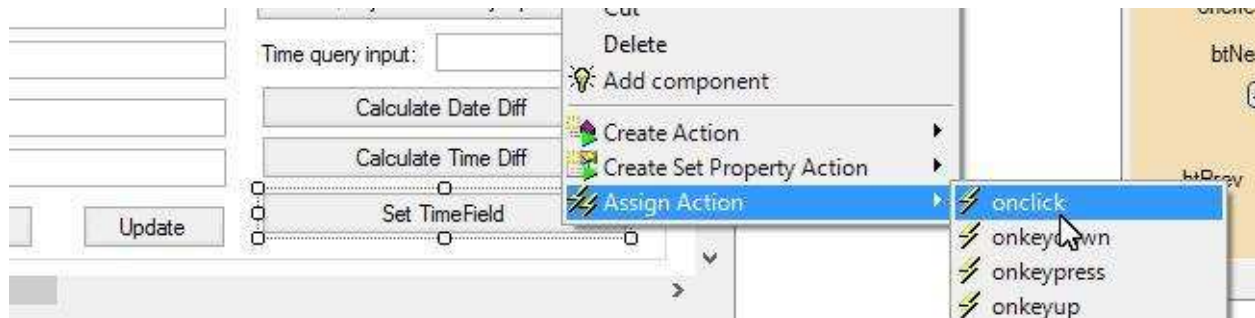 Cut
onclick
Delete
Time query input:
btNe
Add component
Calculate Date Diff
Create Action
Calculate Time Diff
Create Set Property Action
btPrev
Assign Action
onclick
Set TimeField
Update
onkeydown
onkeypress
onkeyup